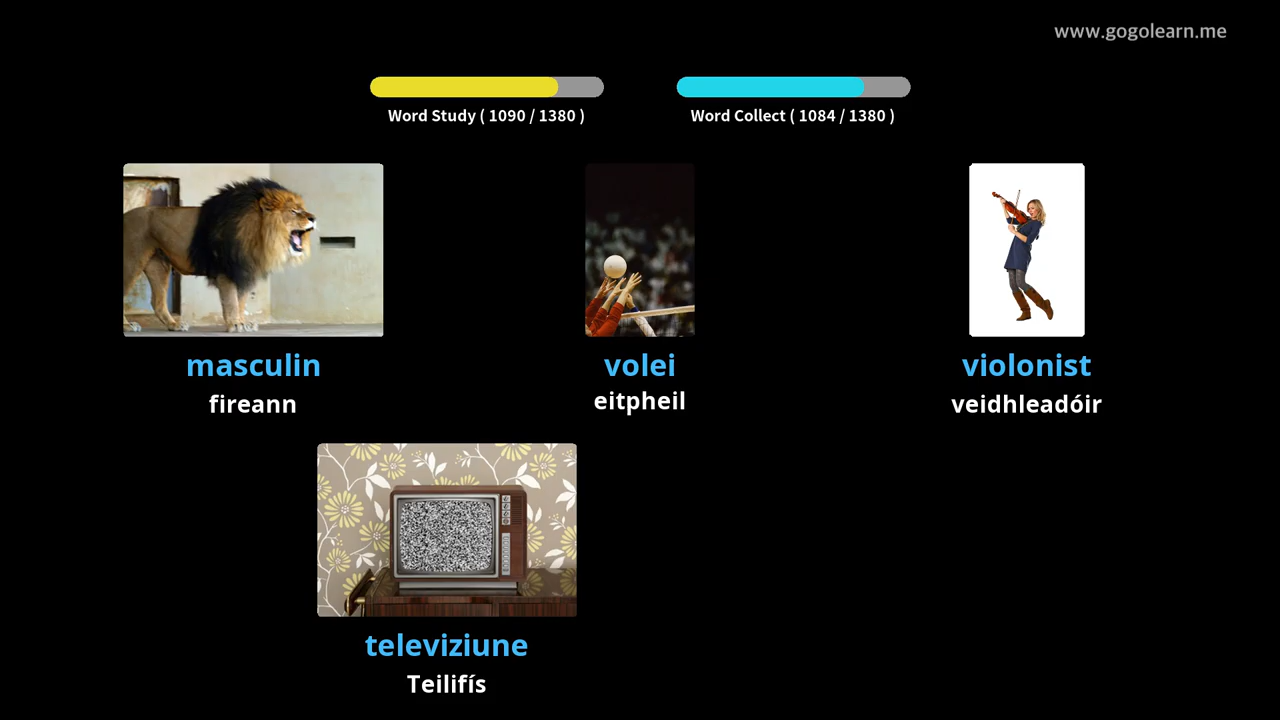 www.gogolearn.me
Word Study ( 1090 / 1380 )
Word Collect ( 1084 / 1380 )
masculin
fireann
volei
eitpheil
violonist
veidhleadóir
televiziune
Teilifís